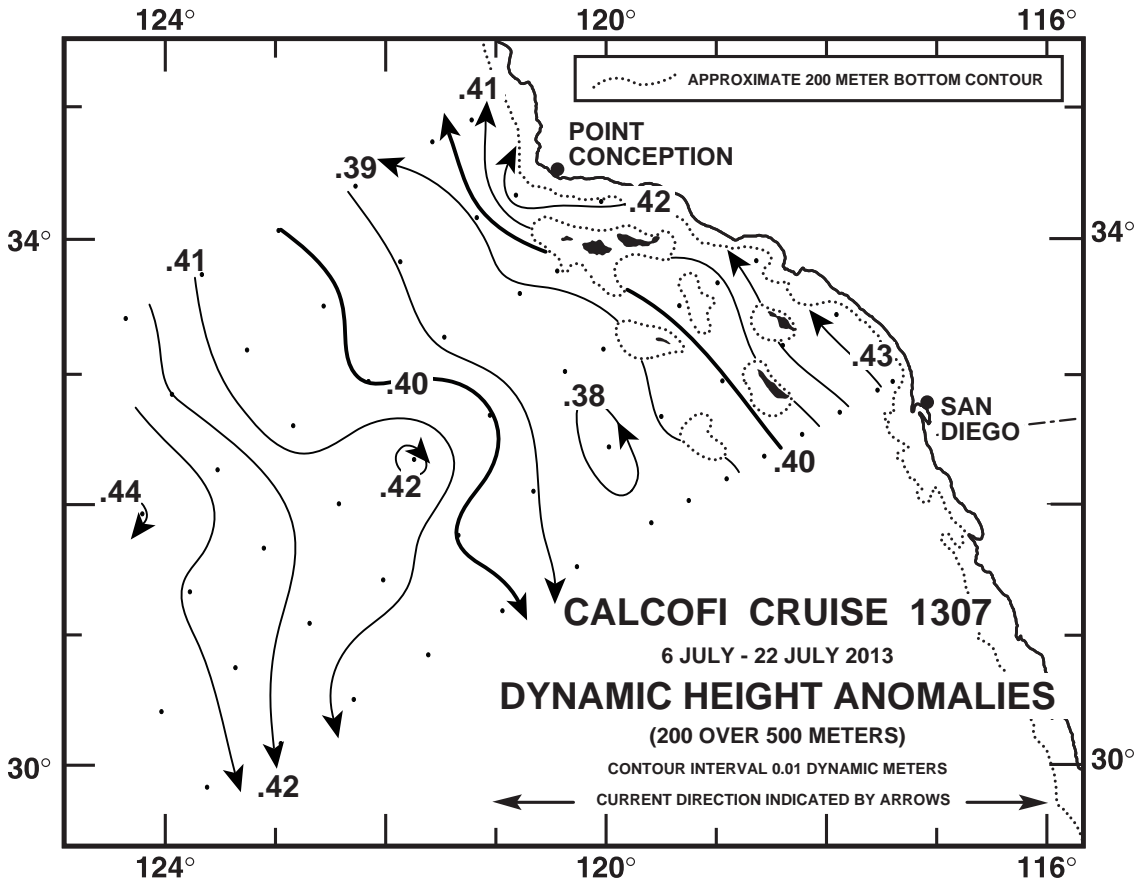 124° 120° 116°
APPROXIMATE 200 METER BOTTOM CONTOUR
.41
POINT
CONCEPTION
.39
.42
34° 34°
.41
.43
.40
.38
SAN
DIEGO
.40
.42
.44
CALCOFI CRUISE 1307
6 JULY - 22 JULY 2013
DYNAMIC HEIGHT ANOMALIES
(200 OVER 500 METERS)
30° 30°
CONTOUR INTERVAL 0.01 DYNAMIC METERS
.42
CURRENT DIRECTION INDICATED BY ARROWS
124° 120° 116°